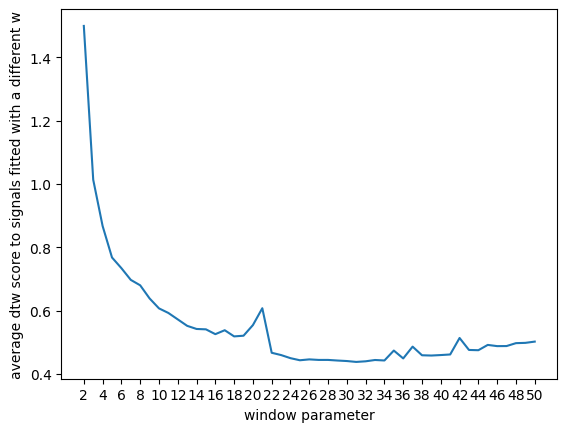 average dtw score to signals fitted with a different w
1.4
1.2
1.0
0.8
0.6
0.4
2 4 6 8 10 12 14 16 18 20 22 24 26 28 30 32 34 36 38 40 42 44 46 48 50
window parameter